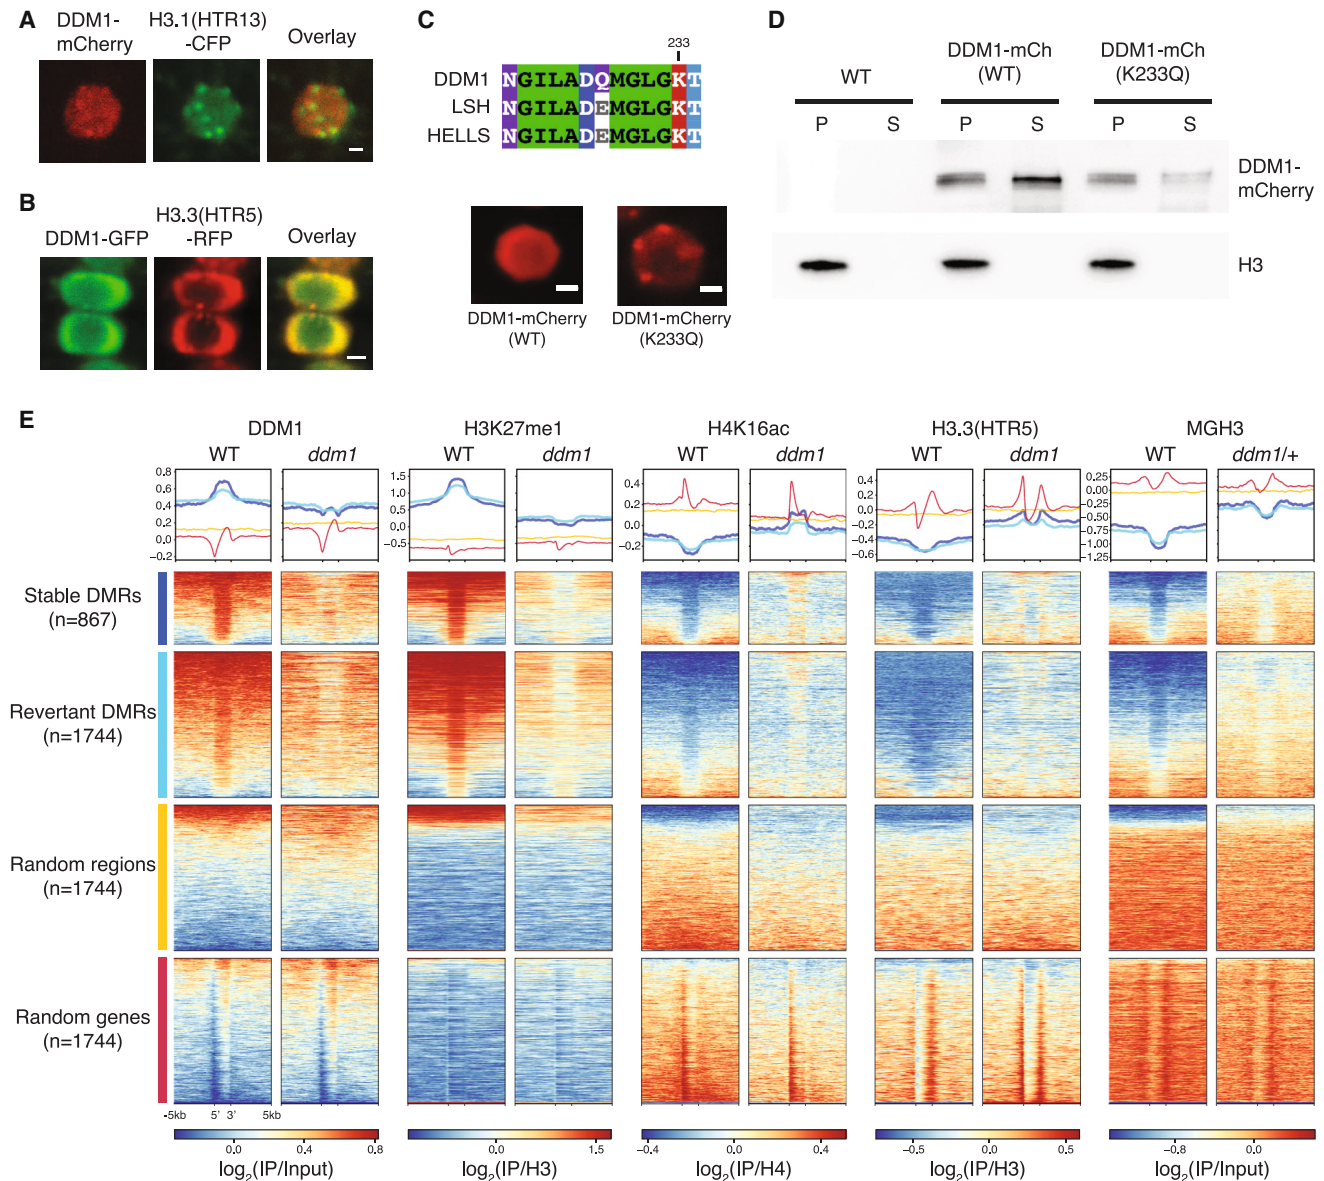 A
DDM1-
mCherry
H3.1(HTR13)
-CFP
Overlay
B
DDM1-GFP
H3.3(HTR5)
-RFP
Overlay
C
233
DDM1 NGILADQMGLGKT
LSH NGILADEMGLGKT
HELLS NGILADEMGLGKT
DDM1-mCherry
(WT)
DDM1-mCherry
(K233Q)
D
WT
DDM1-mCh
(WT)
DDM1-mCh
(K233Q)
P S P S P S
DDM1-
mCherry
H3
E
DDM1 H3K27me1 H4K16ac H3.3(HTR5) MGH3
WT ddm1 WT ddm1 WT ddm1 WT ddm1 WT ddm1/+
0.8
0.6
0.4
0.2
0.0
−0.2
1.5
1.0
0.5
0.0
−0.5
0.4
0.2
0.0
−0.2
0.4
0.2
0.0
−0.2
−0.4
−0.6
0.25
0.00
−0.25
−0.50
−0.75
−1.00
−1.25
Stable DMRs
(n=867)
Revertant DMRs
(n=1744)
Random regions
(n=1744)
Random genes
(n=1744)
-5kb 5' 3' 5kb
0.0 0.4 0.8
log2(IP/Input)
0.0 1.5
log2(IP/H3)
−0.4 0.0 0.4
log2(IP/H4)
−0.5 0.0 0.5
log2(IP/H3)
−0.8 0.0
log2(IP/Input)